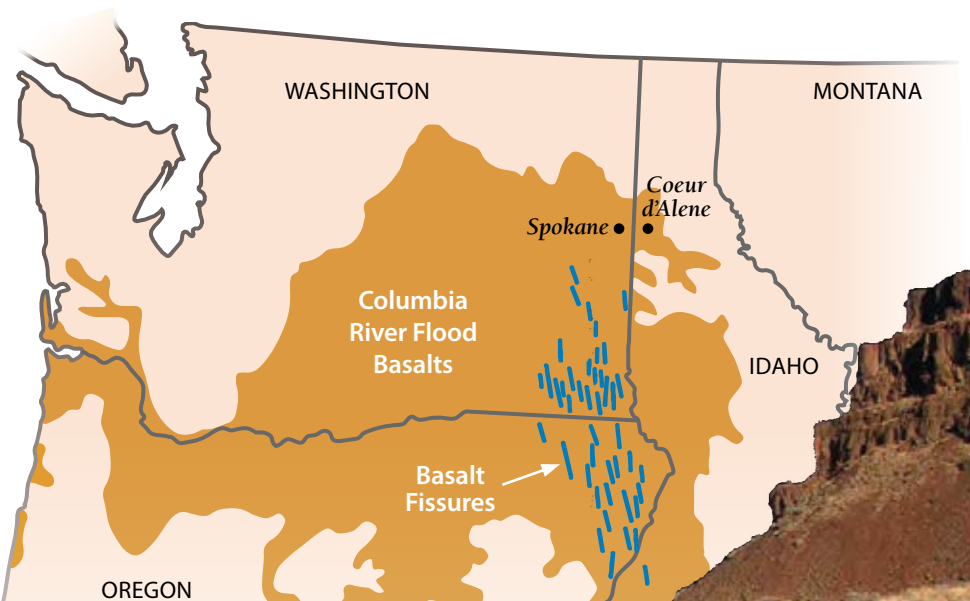 WASHINGTON
MONTANA
Coeur
d'Alene
Spokane
Columbia
River Flood
Basalts
IDAHO
Basalt
Fissures
OREGON